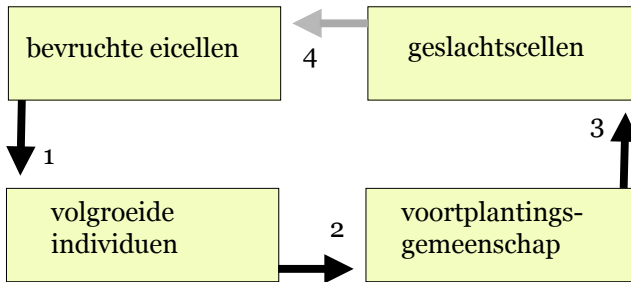 bevruchte eicellen
4
geslachtscellen
1
3
volgroeide
individuen
2
voortplantings-
gemeenschap